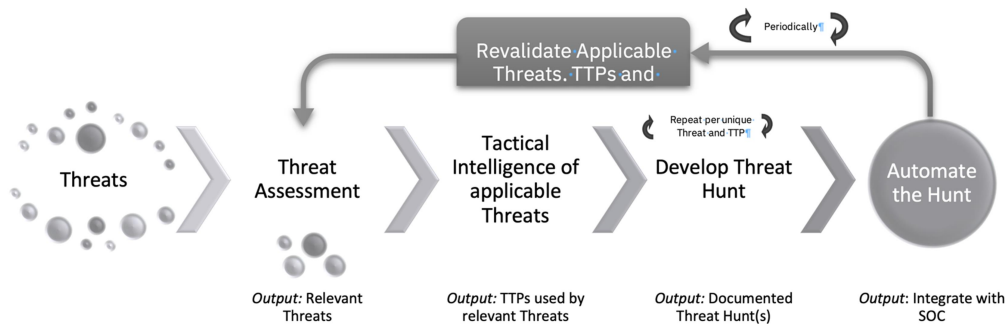 Periodically¶
Revalidate·Applicable·
Threats.·TTPs and·
Repeat·per unique·
Threat and·TTP¶
Threats
Threat
Assessment
Tactical
Intelligence of
applicable
Threats
Develop Threat
Hunt
Automate
the Hunt
Output: Relevant
Threats
Output: TTPs used by
relevant Threats
Output: Documented
Threat Hunt(s)
Output: Integrate with
SOC